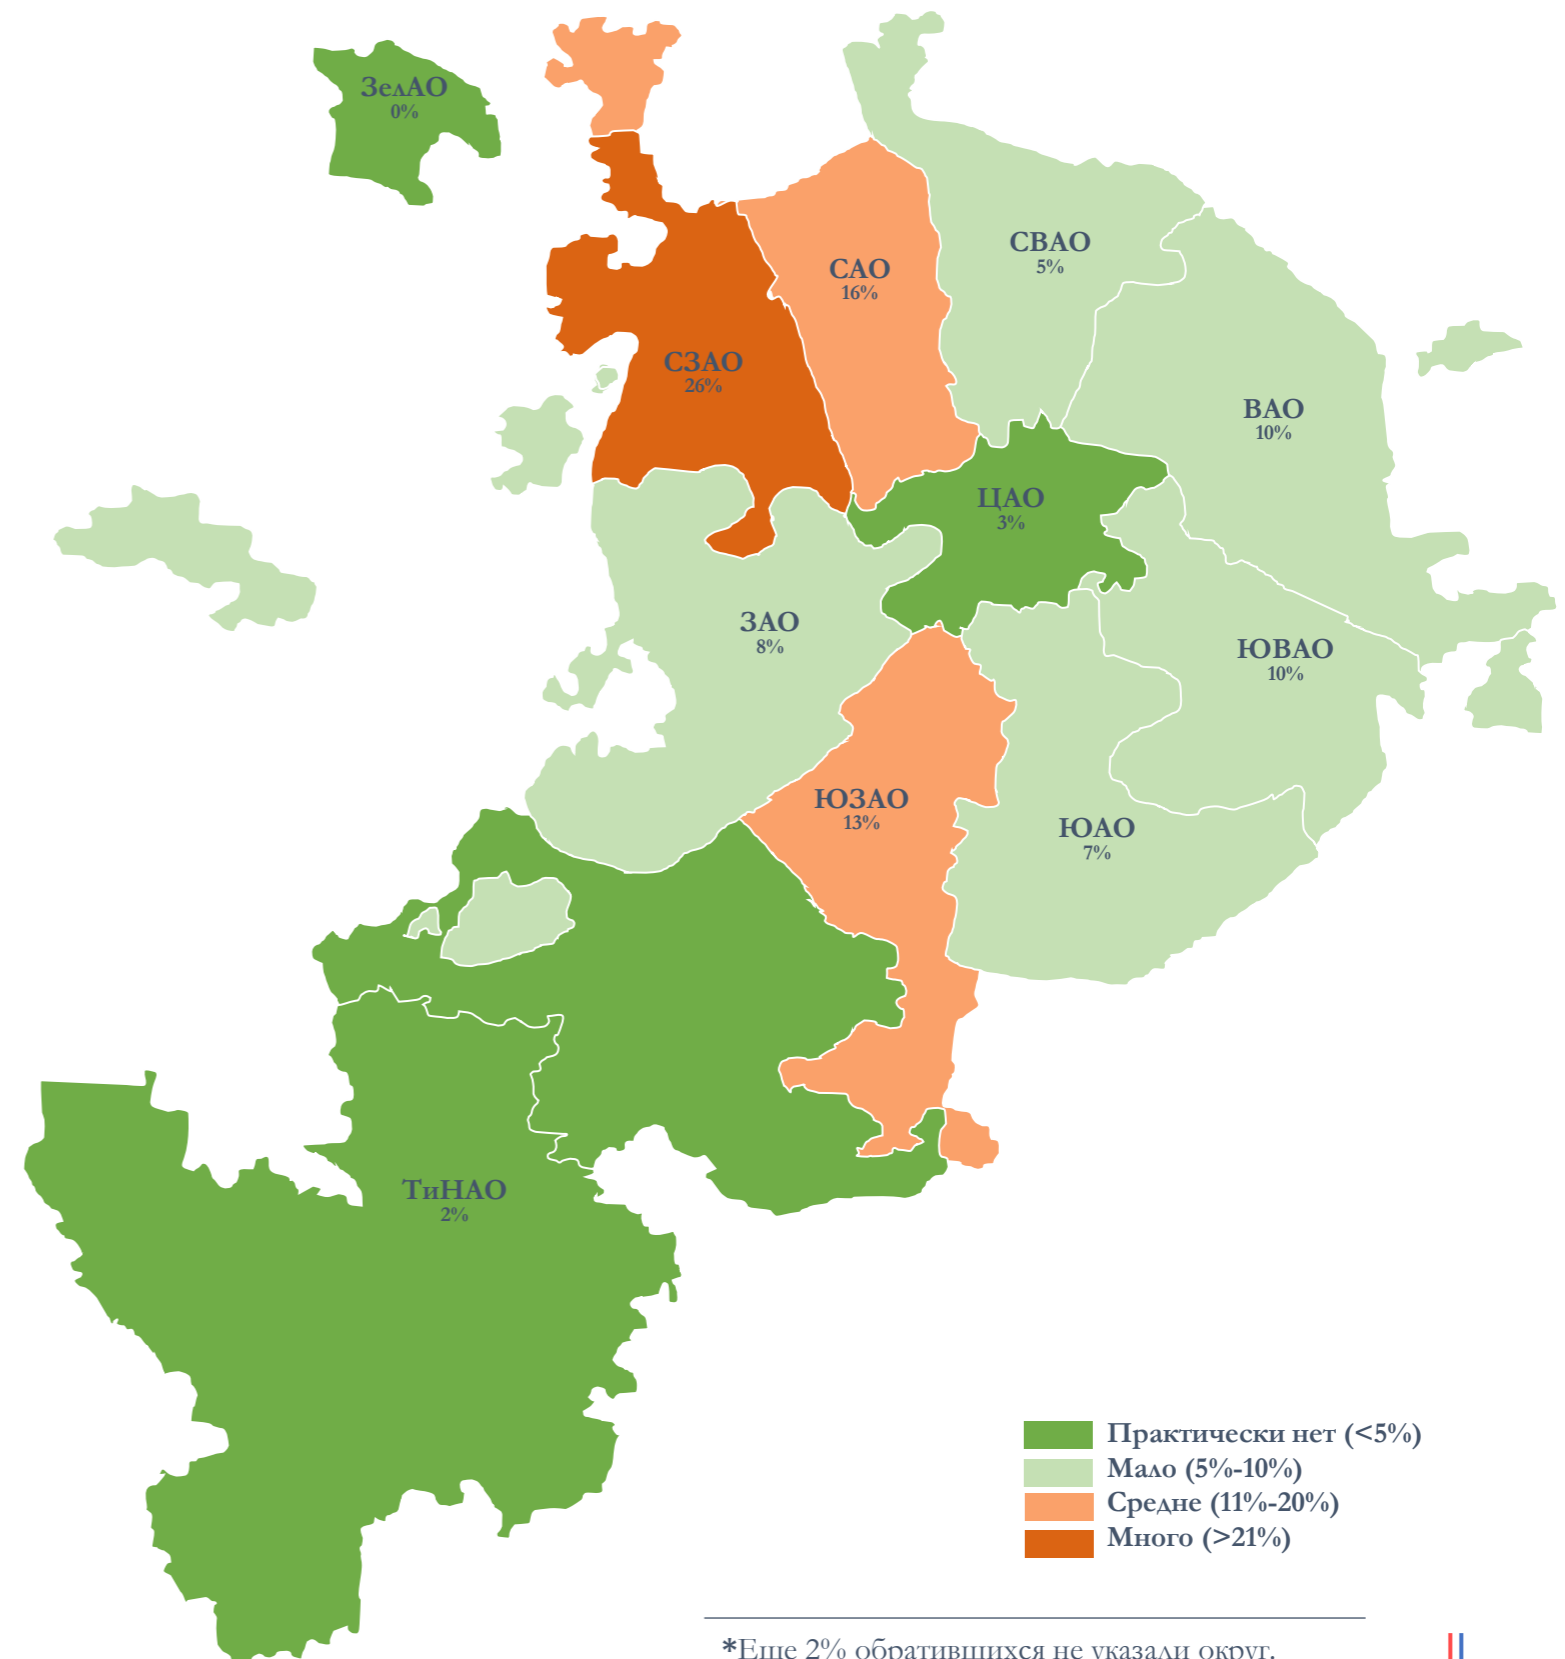 ЗелАО
0%
СВАО
5%
САО
16%
СЗАО
26%
ВАО
10%
ЦАО
3%
ЗАО
8%
ЮВАО
10%
ЮЗАО
13%
ЮАО
7%
ТиНАО
2%
Практически нет (<5%)
Мало (5%-10%)
Средне (11%-20%)
Много (>21%)
*Еще 2% обратившихся не указали округ.